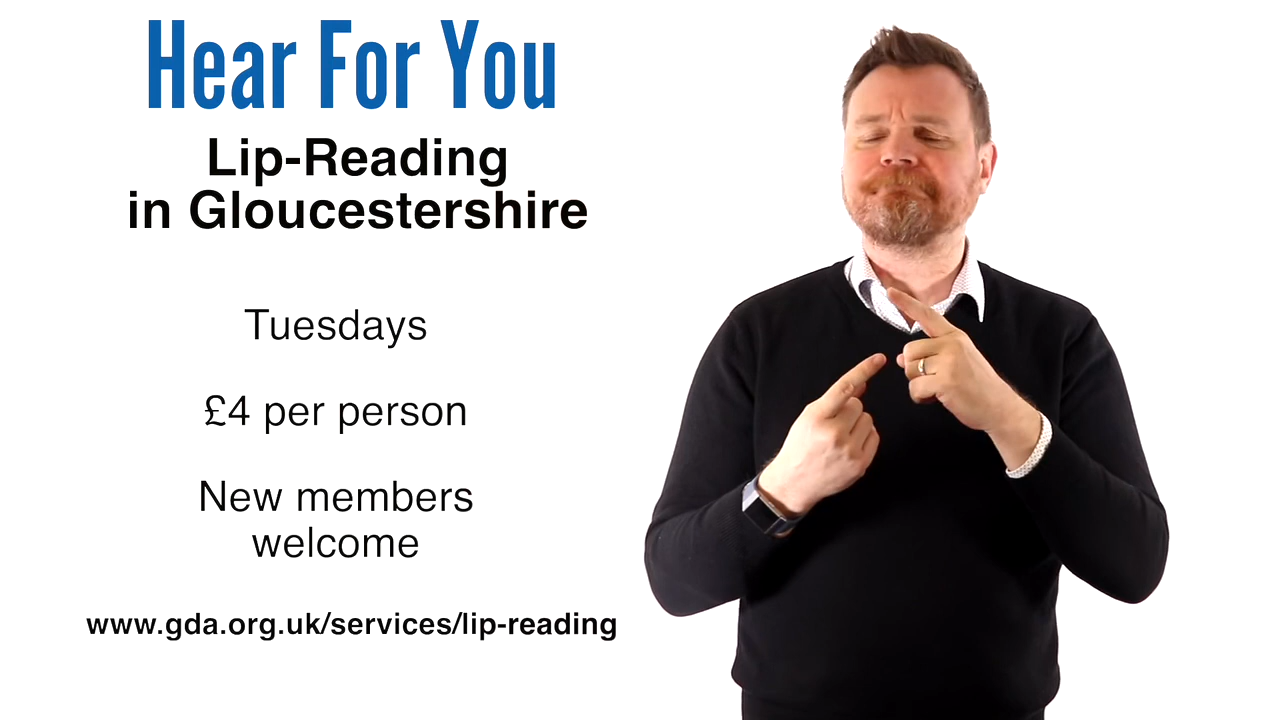 Hear For You
Lip-Reading
in Gloucestershire
Tuesdays
£4 per person
New members
welcome
www.gda.org.uk/services/lip-reading